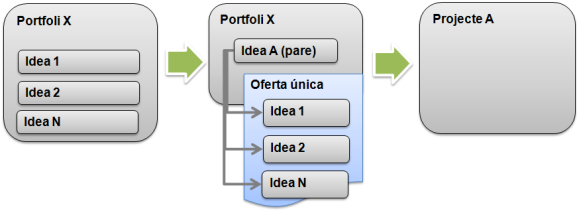 Portfoli X
Idea 1
Idea 2
Idea N
Portfoli X
Idea A (pare)
Oferta única
Idea 1
Idea 2
Idea N
Projecte A